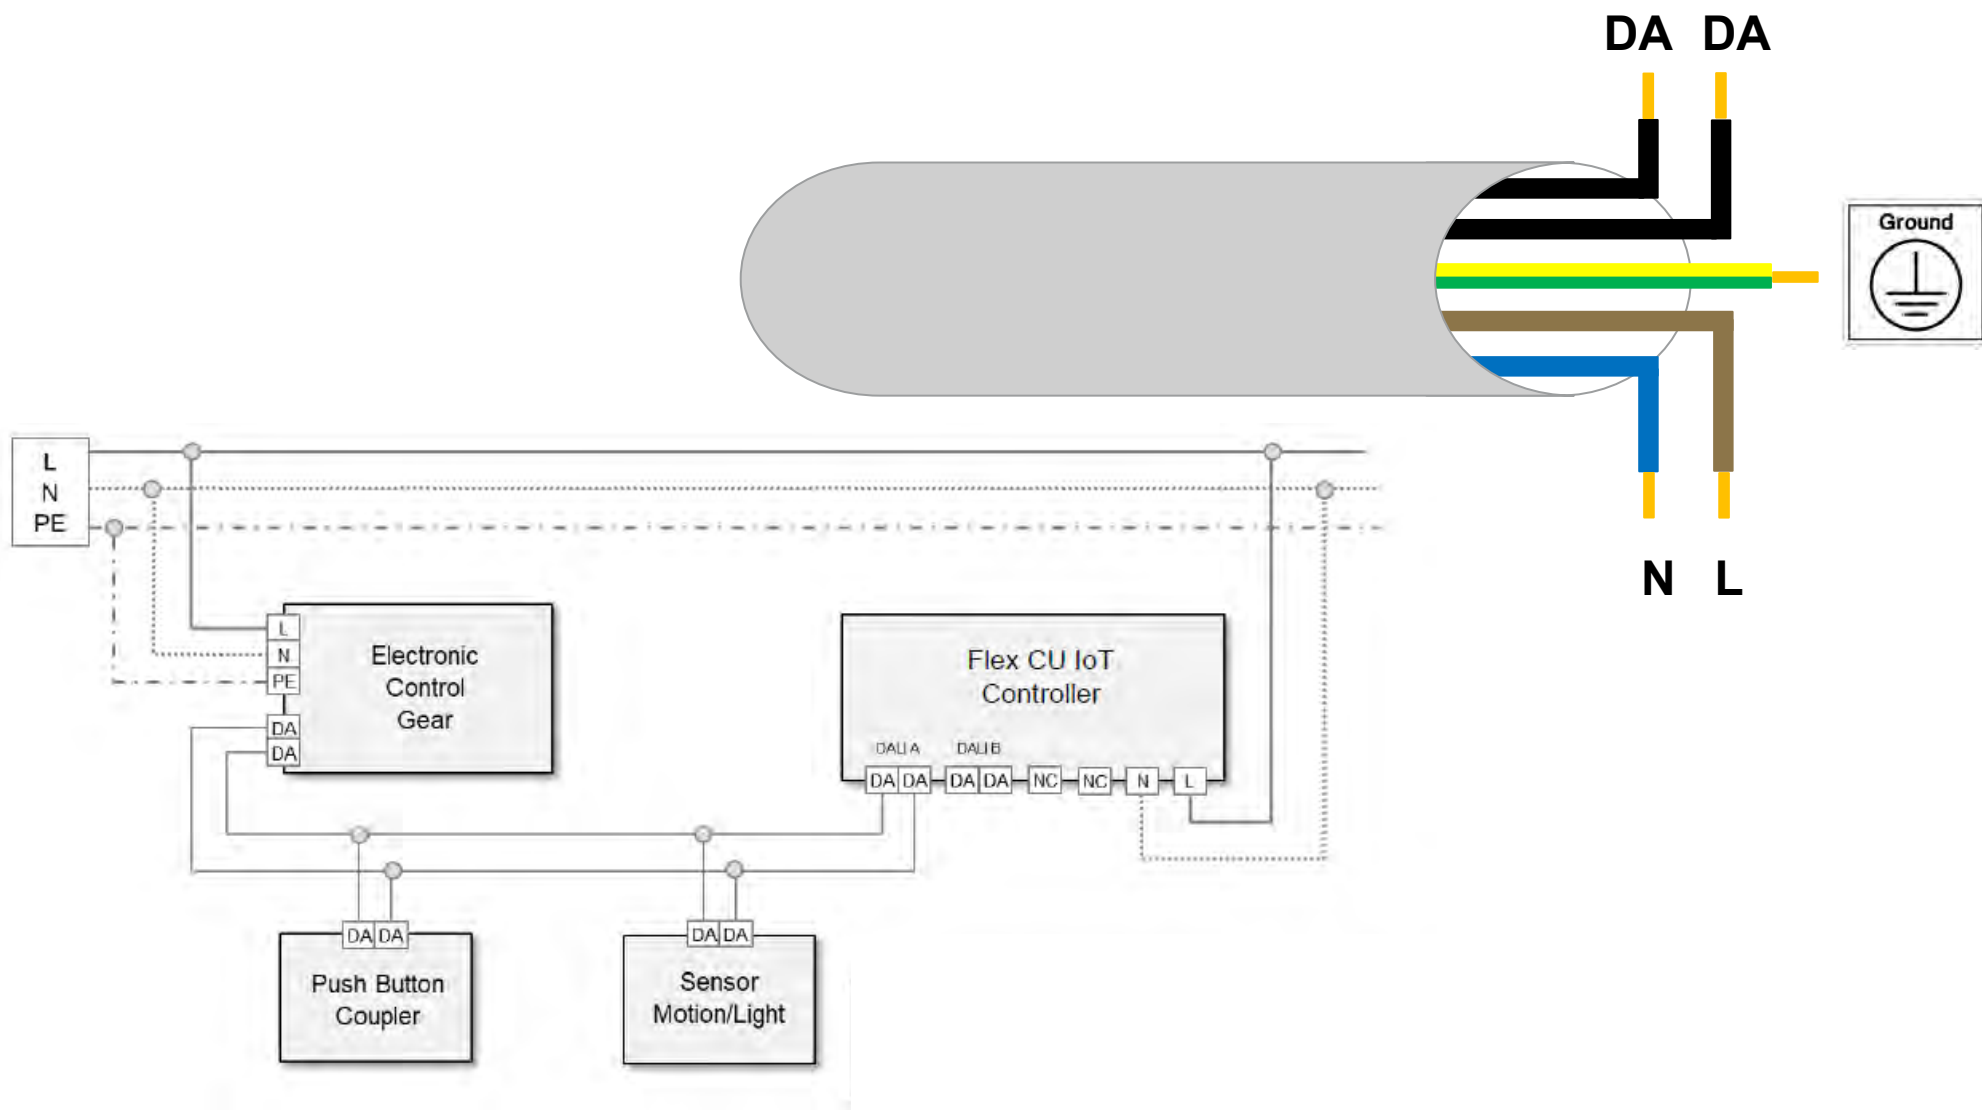 DA DA
Ground
N L
L
N
PE
L
N
PE
DA
DA
Electronic
Control
Gear
Flex CU IoT
Controller
DALI A DALI B
DA DA DA DA NC NC N L
DA DA
Push Button
Coupler
DA DA
Sensor
Motion/Light